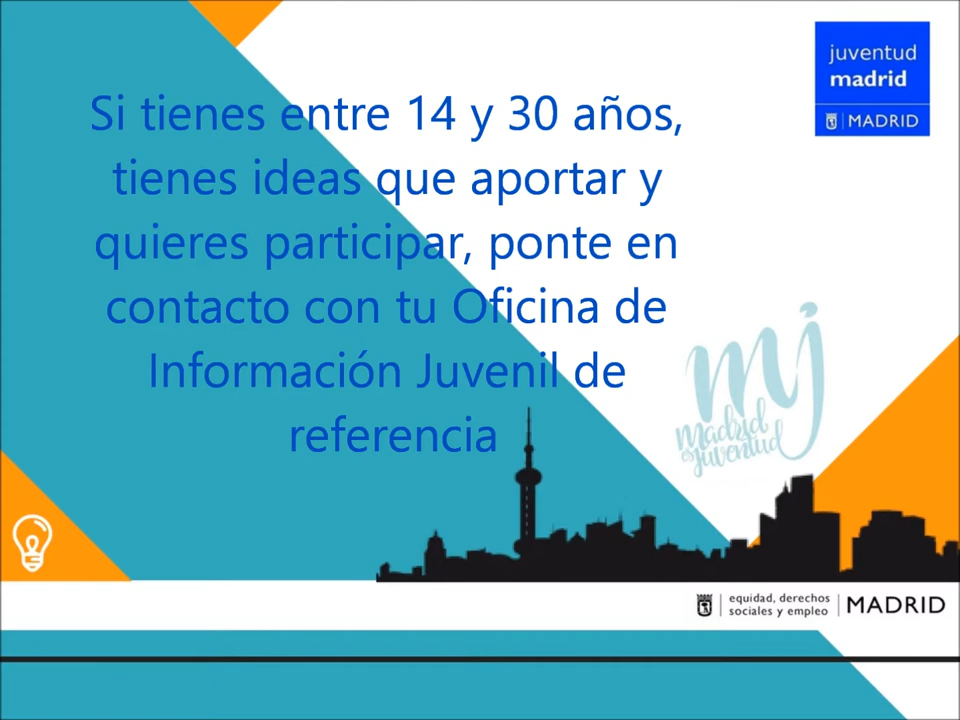 juventud
madrid
MADRID
Si tienes entre 14 y 30 años,
tienes ideas que aportar y
quieres participar, ponte en
contacto con tu Oficina de
Información Juvenil de
referencia
mj
madrid
es juventud
equidad, derechos
sociales y empleo
MADRID